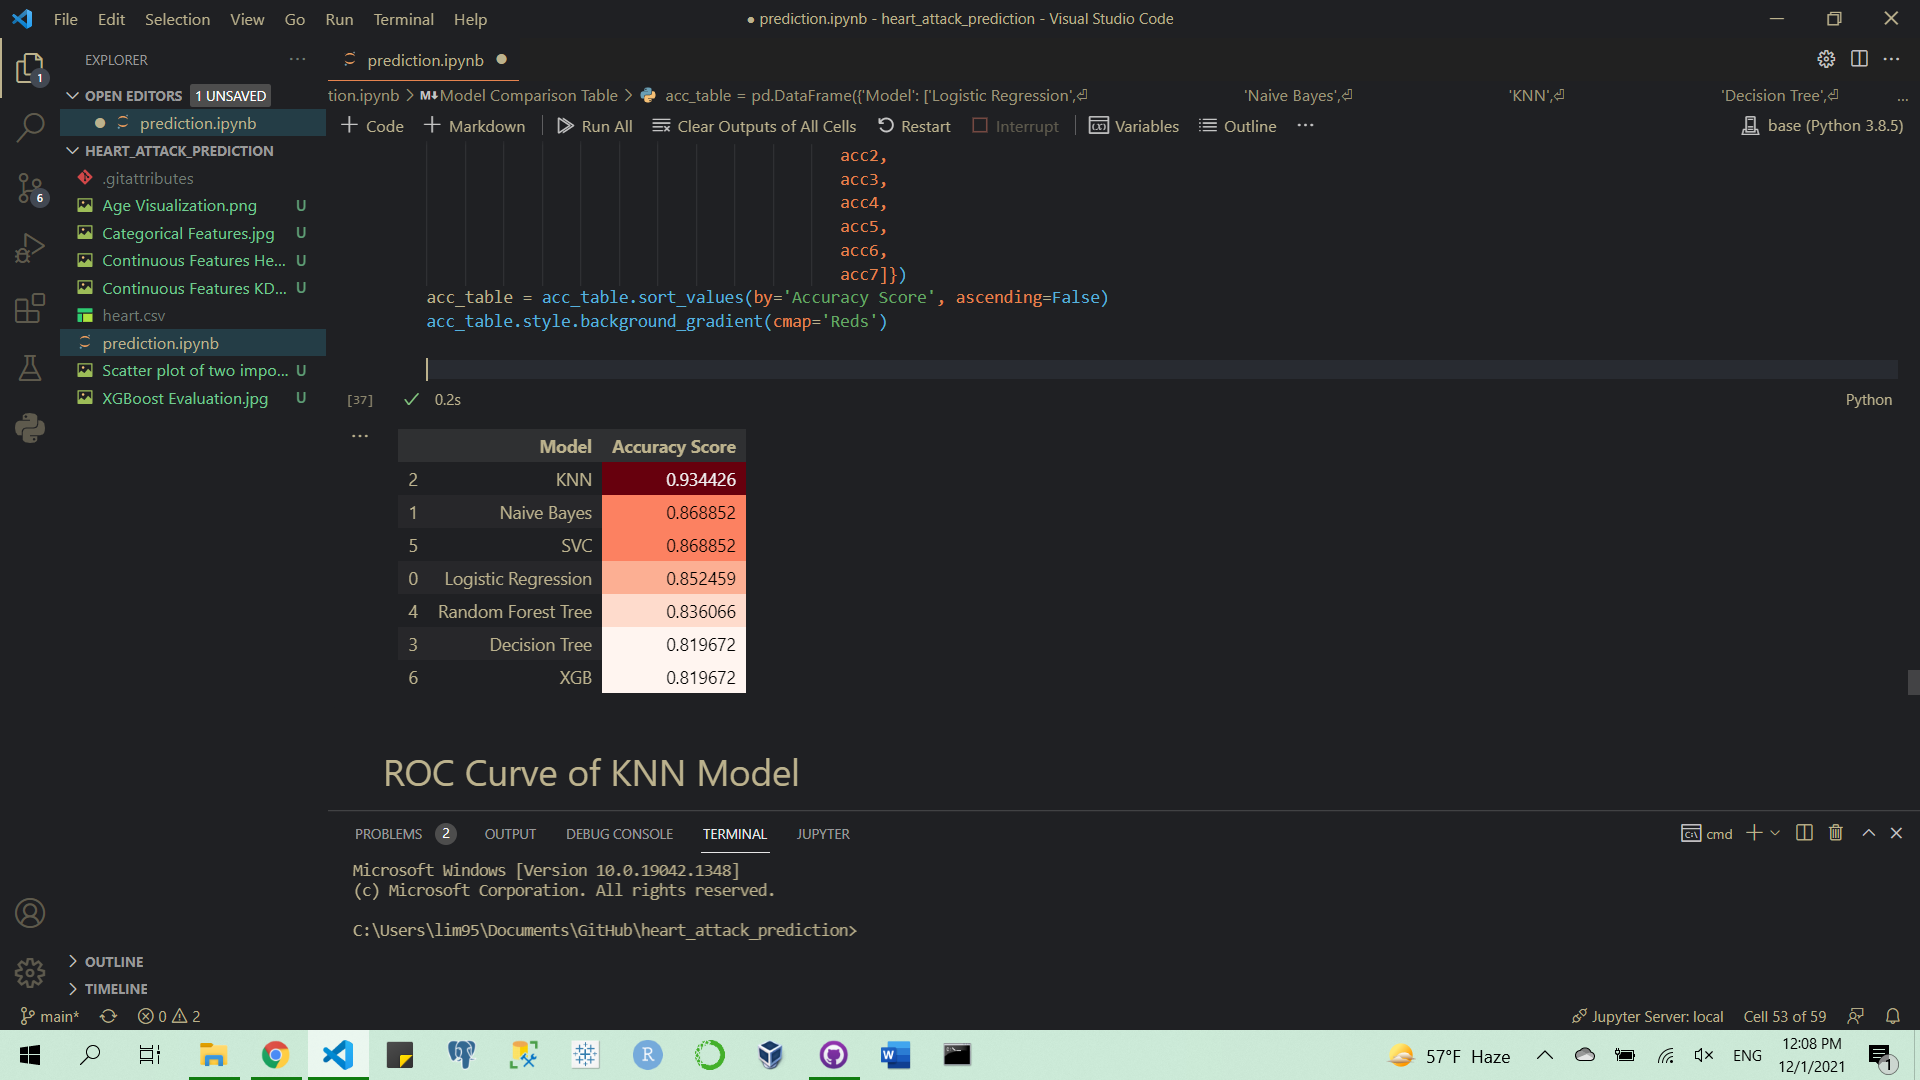 File Edit Selection View Go Run Terminal Help
● prediction.ipynb - heart_attack_prediction - Visual Studio Code
EXPLORER
OPEN EDITORS 1 UNSAVED
prediction.ipynb
HEART_ATTACK_PREDICTION
.gitattributes
Age Visualization.png U
Categorical Features.jpg U
Continuous Features He... U
Continuous Features KD... U
heart.csv
prediction.ipynb
Scatter plot of two impo... U
XGBoost Evaluation.jpg U
OUTLINE
TIMELINE
1
6
prediction.ipynb
tion.ipynb > M↓ Model Comparison Table > acc_table = pd.DataFrame({'Model': ['Logistic Regression',⏎ 'Naive Bayes',⏎ 'KNN',⏎ 'Decision Tree',⏎ ...
+ Code + Markdown Run All Clear Outputs of All Cells Restart Interrupt Variables Outline ... base (Python 3.8.5)
acc2,
acc3,
acc4,
acc5,
acc6,
acc7]})
acc_table = acc_table.sort_values(by='Accuracy Score', ascending=False)
acc_table.style.background_gradient(cmap='Reds')
[37] ✓ 0.2s Python
...
Model Accuracy Score
2 KNN 0.934426
1 Naive Bayes 0.868852
5 SVC 0.868852
0 Logistic Regression 0.852459
4 Random Forest Tree 0.836066
3 Decision Tree 0.819672
6 XGB 0.819672
ROC Curve of KNN Model
PROBLEMS 2 OUTPUT DEBUG CONSOLE TERMINAL JUPYTER cmd
Microsoft Windows [Version 10.0.19042.1348]
(c) Microsoft Corporation. All rights reserved.
C:\Users\lim95\Documents\GitHub\heart_attack_prediction>
main* 0 2 Jupyter Server: local Cell 53 of 59
R W 57°F Haze ENG 12:08 PM
12/1/2021 1